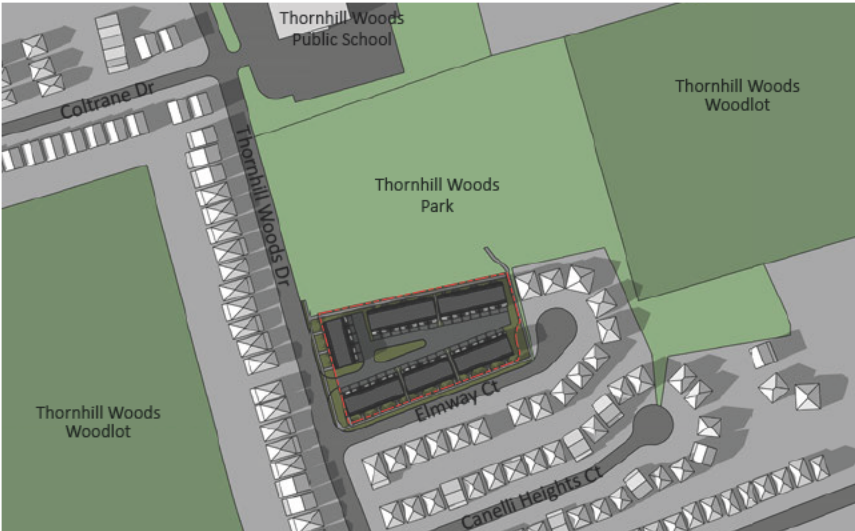 Thornhill Woods
Public School
Coltrane Dr
Thornhill Woods
Woodlot
Thornhill Woods Dr
Thornhill Woods
Park
Thornhill Woods
Woodlot
Elmway Ct
Canelli Heights Ct